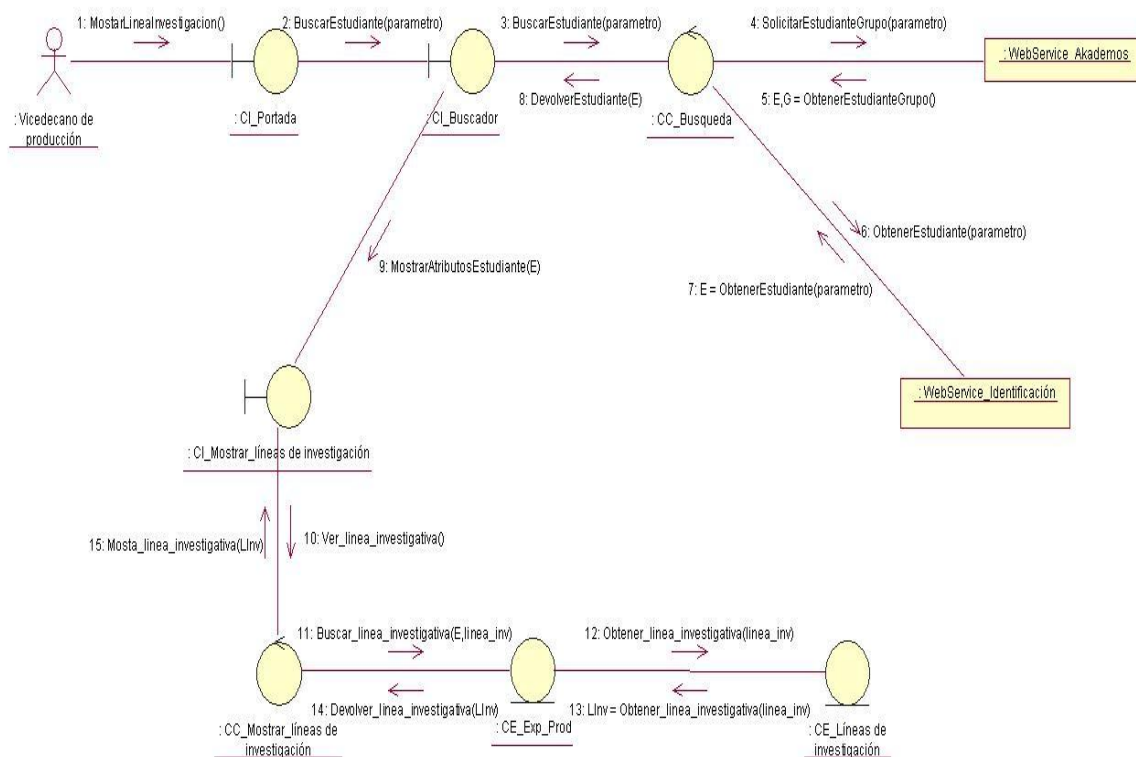 1: MostarLineaInvestigacion()
2: BuscarEstudiante(parametro)
3: BuscarEstudiante(parametro)
4: SolicitarEstudianteGrupo(parametro)
: WebService_Akademos
8: DevolverEstudiante(E)
5: E,G = ObtenerEstudianteGrupo()
: Vicedecano de
producción
: CI_Portada
: CI_Buscador
: CC_Busqueda
6: ObtenerEstudiante(parametro)
9: MostrarAtributosEstudiante(E)
7: E = ObtenerEstudiante(parametro)
: WebService_Identificación
: CI_Mostrar_líneas de investigación
10: Ver_linea_investigativa()
15: Mosta_linea_investigativa(LInv)
11: Buscar_linea_investigativa(E,linea_inv)
12: Obtener_linea_investigativa(linea_inv)
14: Devolver_linea_investigativa(LInv)
13: LInv = Obtener_linea_investigativa(linea_inv)
: CC_Mostrar_líneas de
investigación
: CE_Exp_Prod
: CE_Líneas de
investigación